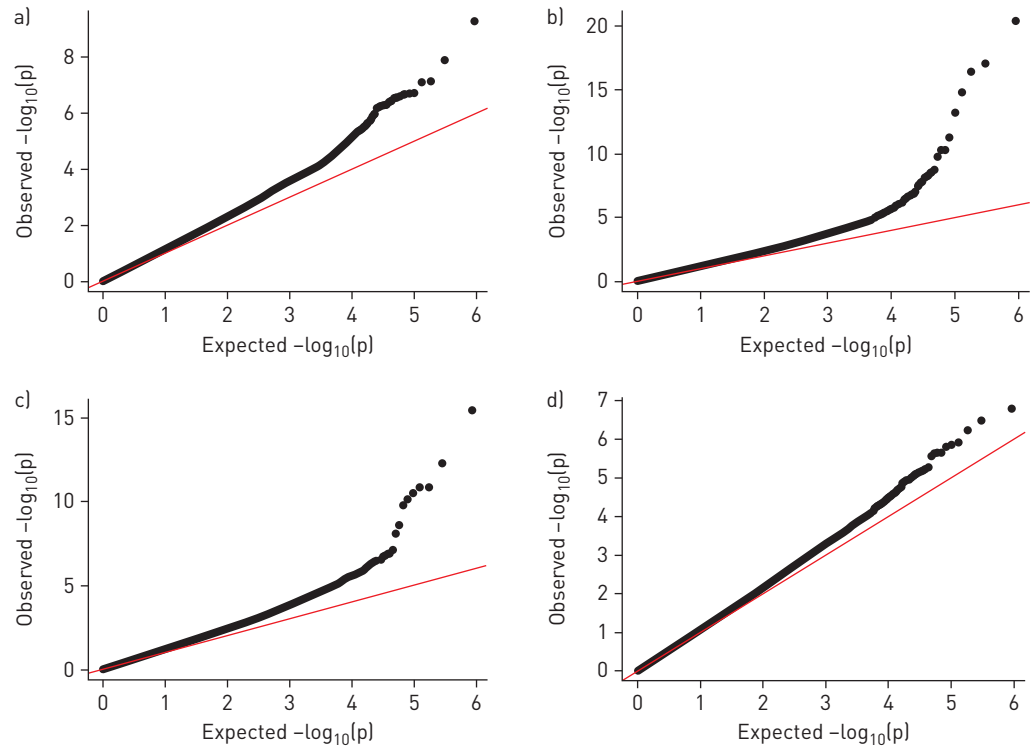 a)
8
6
4
2
0
Observed –log10(p)
0 1 2 3 4 5 6
Expected –log10(p)
b)
20
15
10
5
0
Observed –log10(p)
0 1 2 3 4 5 6
Expected –log10(p)
c)
15
10
5
0
Observed –log10(p)
0 1 2 3 4 5 6
Expected –log10(p)
d)
7
6
5
4
3
2
1
0
Observed –log10(p)
0 1 2 3 4 5 6
Expected –log10(p)